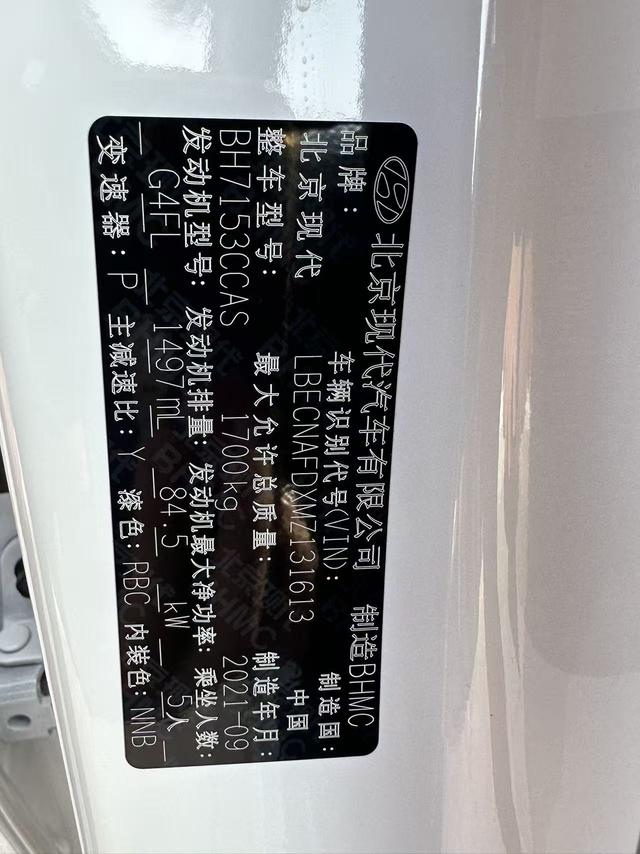 北京现代汽车有限公司 制造BHMC
品牌: 车辆识别代号(VIN): 制造国:
北京现代 LBECNAFDXMZ131613 中国
整车型号: 最大允许总质量: 制造年月:
BH7153CCAS 1700kg 2021-09
发动机型号: 发动机排量: 发动机最大净功率: 乘坐人数:
G4FL 1497mL 84.5 kW 5人
变速器: P 主减速比: Y 漆色: RBC 内装色: NNB